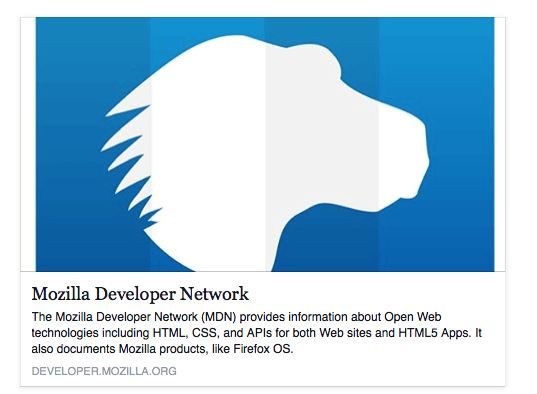 Mozilla Developer Network
The Mozilla Developer Network (MDN) provides information about Open Web
technologies including HTML, CSS, and APIs for both Web sites and HTML5 Apps. It
also documents Mozilla products, like Firefox OS.
DEVELOPER.MOZILLA.ORG